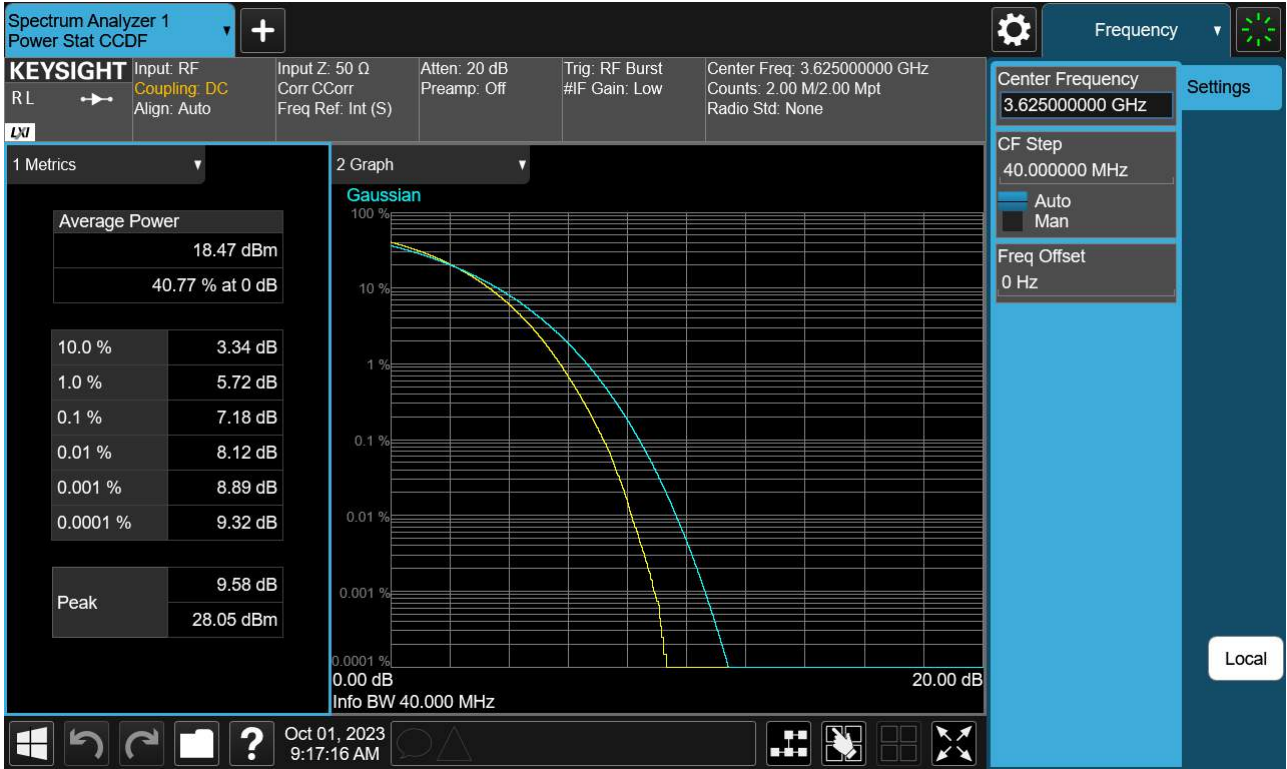 Spectrum Analyzer 1
Power Stat CCDF
+
Frequency
KEYSIGHT
RL
LXI
Input: RF
Coupling: DC
Align: Auto
Input Z: 50 Ω
Corr CCorr
Freq Ref: Int (S)
Atten: 20 dB
Preamp: Off
Trig: RF Burst
#IF Gain: Low
Center Freq: 3.625000000 GHz
Counts: 2.00 M/2.00 Mpt
Radio Std: None
Center Frequency
3.625000000 GHz
Settings
CF Step
40.000000 MHz
Auto
Man
Freq Offset
0 Hz
Local
1 Metrics
Average Power
18.47 dBm
40.77 % at 0 dB
10.0 % 3.34 dB
1.0 % 5.72 dB
0.1 % 7.18 dB
0.01 % 8.12 dB
0.001 % 8.89 dB
0.0001 % 9.32 dB
Peak
9.58 dB
28.05 dBm
2 Graph
Gaussian
100 %
10 %
1 %
0.1 %
0.01 %
0.001 %
0.0001 %
0.00 dB 20.00 dB
Info BW 40.000 MHz
?
Oct 01, 2023
9:17:16 AM